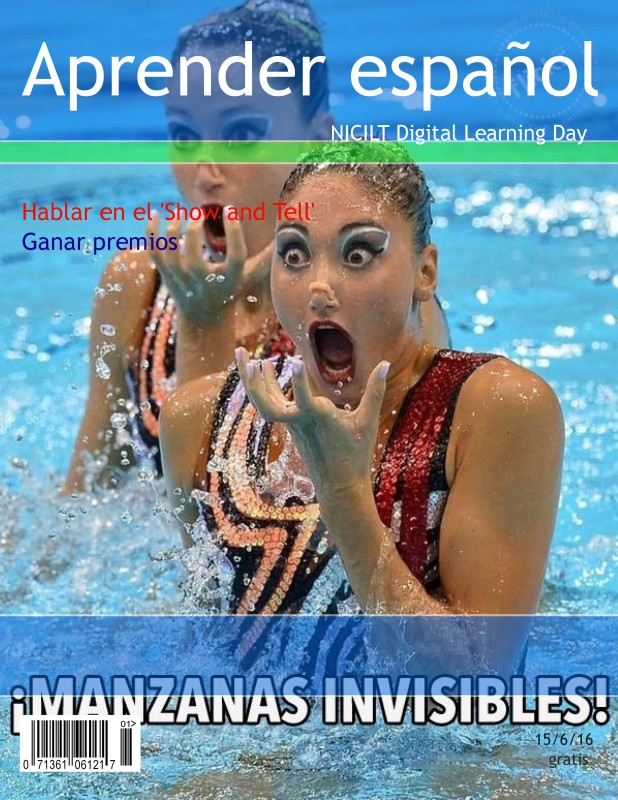 Aprender español
NICILT Digital Learning Day
Hablar en el 'Show and Tell'
Ganar premios
¡MANZANAS INVISIBLES!
01>
0 71361 06121 7
15/6/16
gratis